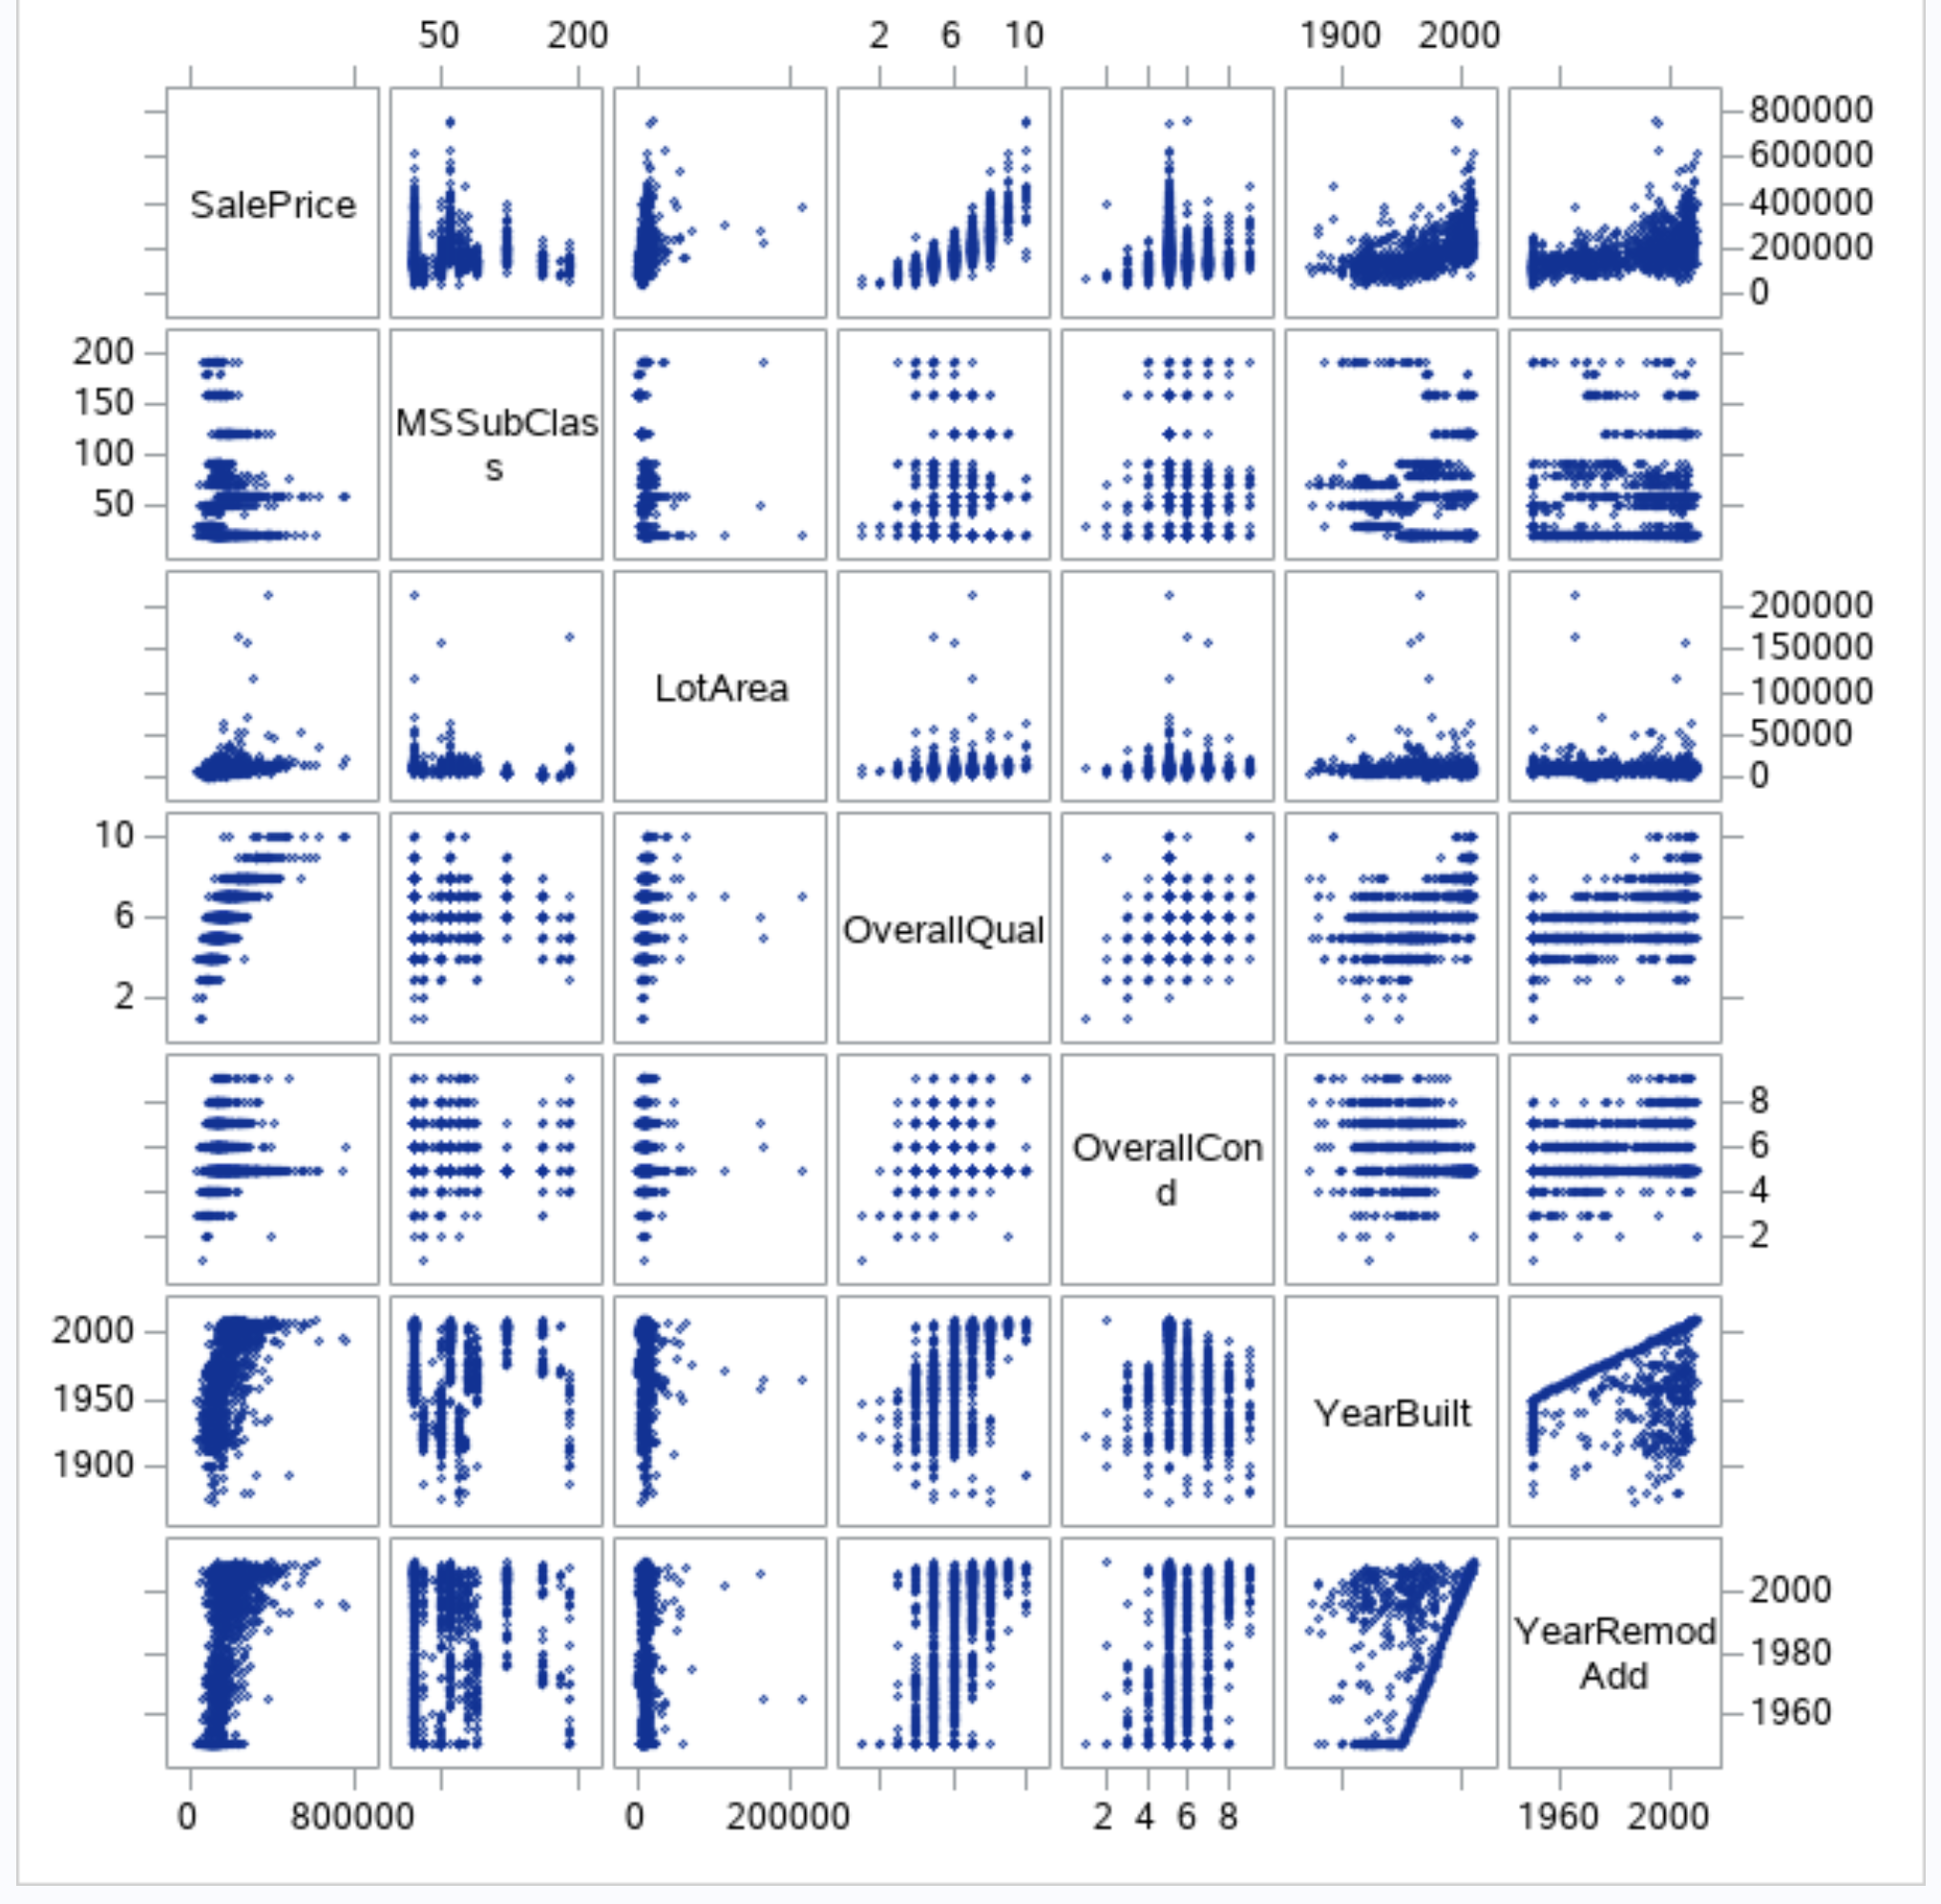 50 200 2 6 10 1900 2000
800000
600000
SalePrice 400000
200000
0
200
150 MSSubClas
100 s
50
200000
150000
LotArea 100000
50000
0
10
6 OverallQual
2
8
OverallCon 6
d 4
2
2000
1950 YearBuilt
1900
2000
YearRemod 1980
Add
1960
0 800000 0 200000 2 4 6 8 1960 2000